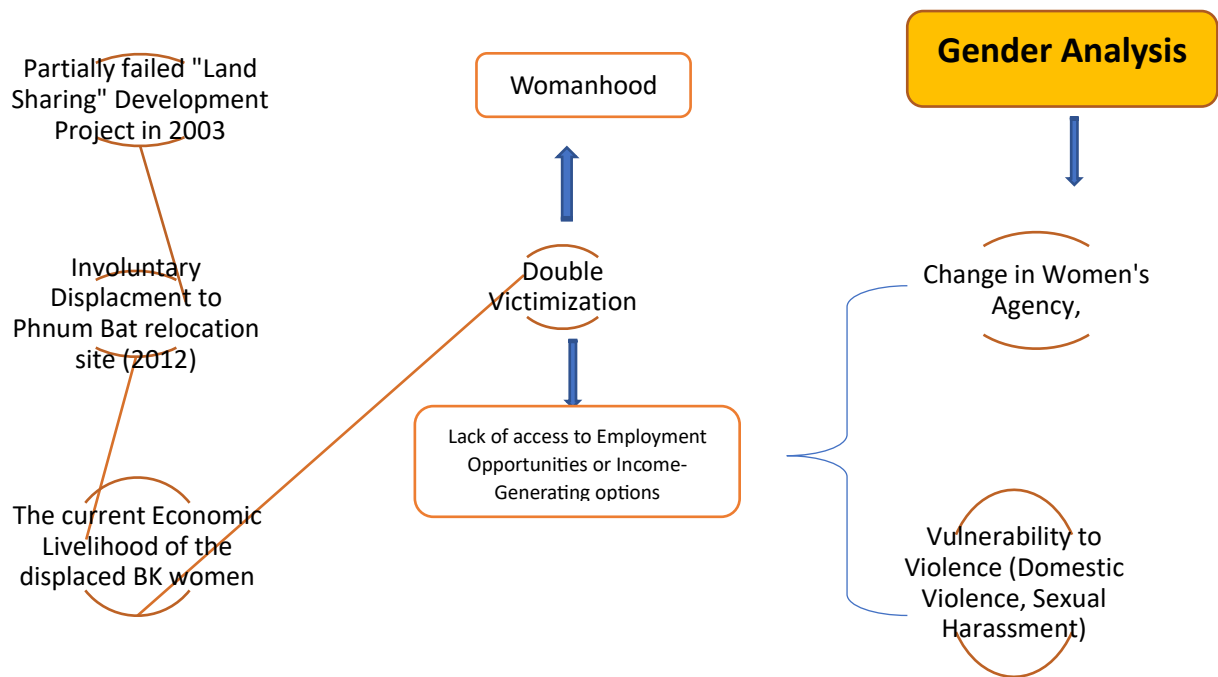 Partially failed "Land
Sharing" Development
Project in 2003
Involuntary
Displacment to
Phnum Bat relocation
site (2012)
The current Economic
Livelihood of the
displaced BK women
Womanhood
Double
Victimization
Lack of access to Employment
Opportunities or Income-
Generating options
Gender Analysis
Change in Women's
Agency,
Vulnerability to
Violence (Domestic
Violence, Sexual
Harassment)